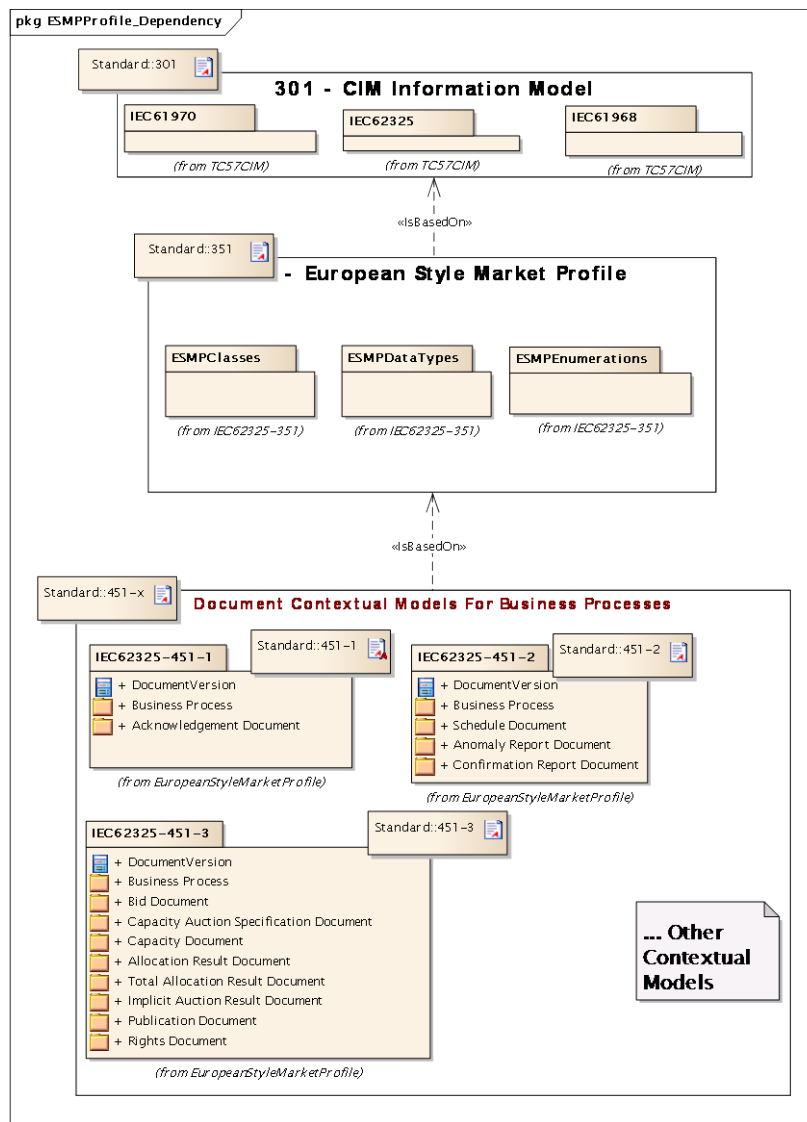 pkg ESMPProfile_Dependency
Standard::301
301 - CIM Information Model
IEC61970
(from TC57CIM)
IEC62325
(from TC57CIM)
IEC61968
(from TC57CIM)
«IsBasedOn»
Standard::351
- European Style Market Profile
ESMPClasses
(from IEC62325-351)
ESMPDataTypes
(from IEC62325-351)
ESMPEnumerations
(from IEC62325-351)
«IsBasedOn»
Standard::451-x
Document Contextual Models For Business Processes
IEC62325-451-1
Standard::451-1
+ DocumentVersion
+ Business Process
+ Acknowledgement Document
(from EuropeanStyleMarketProfile)
IEC62325-451-2
Standard::451-2
+ DocumentVersion
+ Business Process
+ Schedule Document
+ Anomaly Report Document
+ Confirmation Report Document
(from EuropeanStyleMarketProfile)
IEC62325-451-3
Standard::451-3
+ DocumentVersion
+ Business Process
+ Bid Document
+ Capacity Auction Specification Document
+ Capacity Document
+ Allocation Result Document
+ Total Allocation Result Document
+ Implicit Auction Result Document
+ Publication Document
+ Rights Document
(from EuropeanStyleMarketProfile)
... Other
Contextual
Models